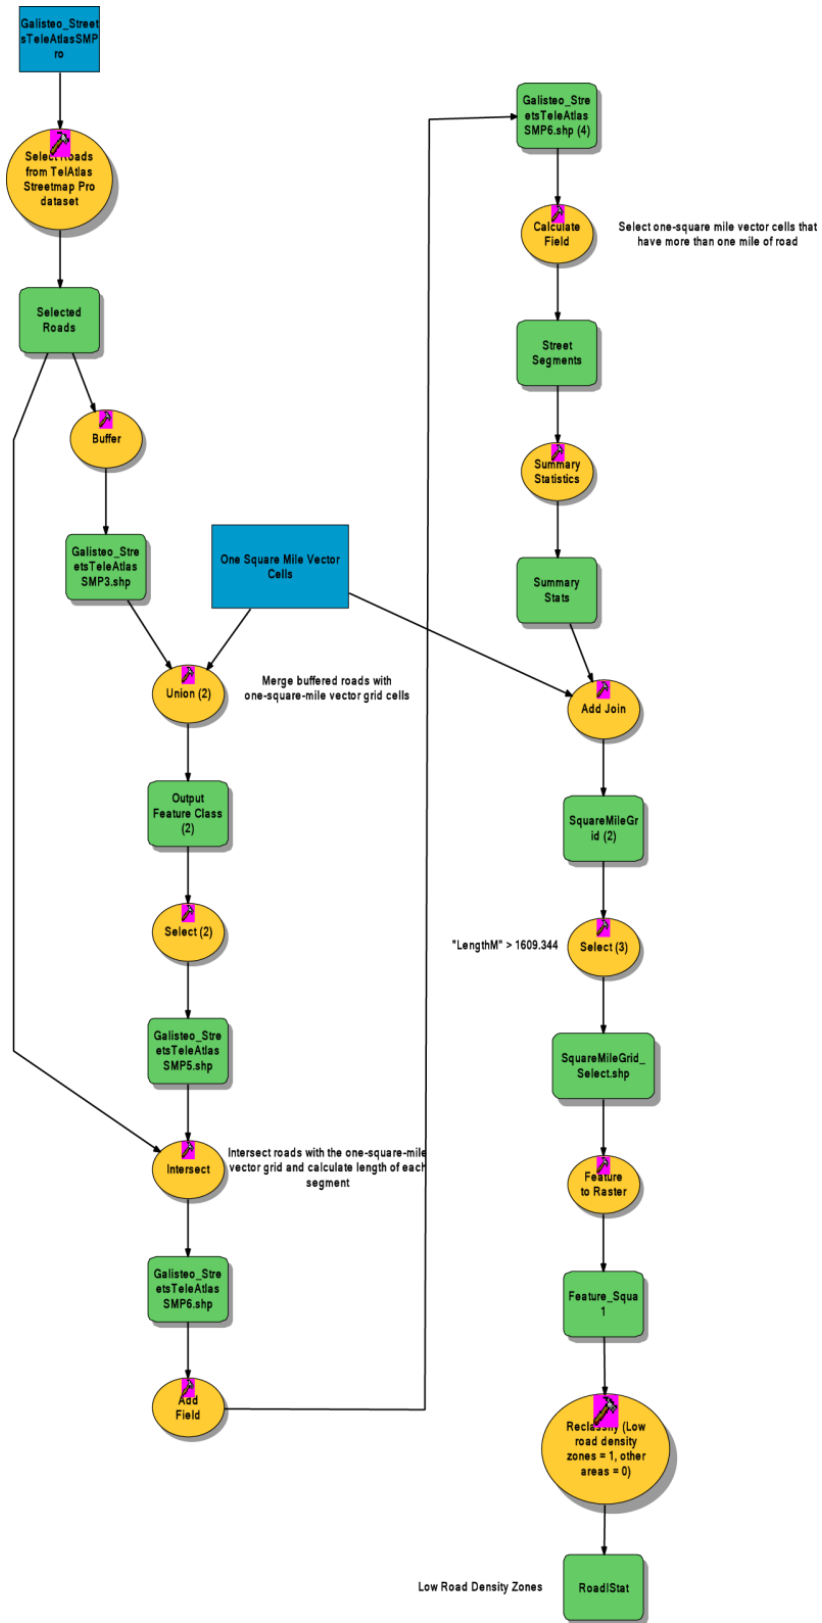 Galisteo_Street
sTeleAtlasSMP
ro
Select Roads
from TelAtlas
Streetmap Pro
dataset
Selected
Roads
Buffer
Galisteo_Stre
etsTeleAtlas
SMP3.shp
One Square Mile Vector
Cells
Union (2)
Merge buffered roads with
one-square-mile vector grid cells
Output
Feature Class
(2)
Select (2)
Galisteo_Stre
etsTeleAtlas
SMP5.shp
Intersect
Intersect roads with the one-square-mile
vector grid and calculate length of each
segment
Galisteo_Stre
etsTeleAtlas
SMP6.shp
Add
Field
Galisteo_Stre
etsTeleAtlas
SMP6.shp (4)
Calculate
Field
Select one-square mile vector cells that
have more than one mile of road
Street
Segments
Summary
Statistics
Summary
Stats
Add Join
SquareMileGr
id (2)
"LengthM" > 1609.344
Select (3)
SquareMileGrid_
Select.shp
Feature
to Raster
Feature_Squa
1
Reclassify (Low
road density
zones = 1, other
areas = 0)
Low Road Density Zones
RoadlStat